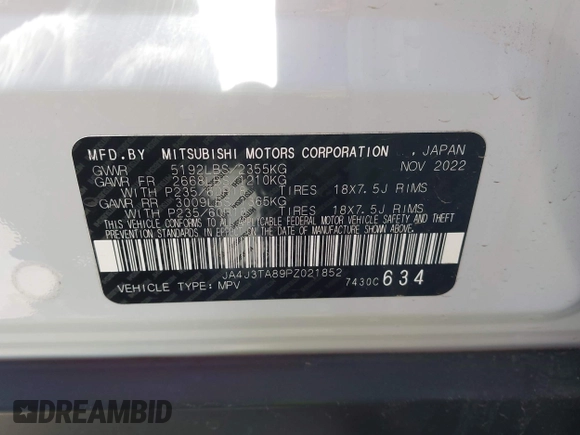 MFD.BY MITSUBISHI MOTORS CORPORATION , JAPAN
GVWR 5192LBS 2355KG NOV 2022
GAWR FR 2668LBS 1210KG
WITH P235/60R18 TIRES 18X7.5J RIMS
GAWR RR 3009LBS 1365KG
WITH P235/60R18 TIRES 18X7.5J RIMS
THIS VEHICLE CONFORMS TO ALL APPLICABLE FEDERAL MOTOR VEHICLE SAFETY AND THEFT
PREVENTION STANDARDS IN EFFECT ON THE DATE OF MANUFACTURE SHOWN ABOVE.
JA4J3TA89PZ021852
VEHICLE TYPE: MPV 7430C 634
DREAMBID